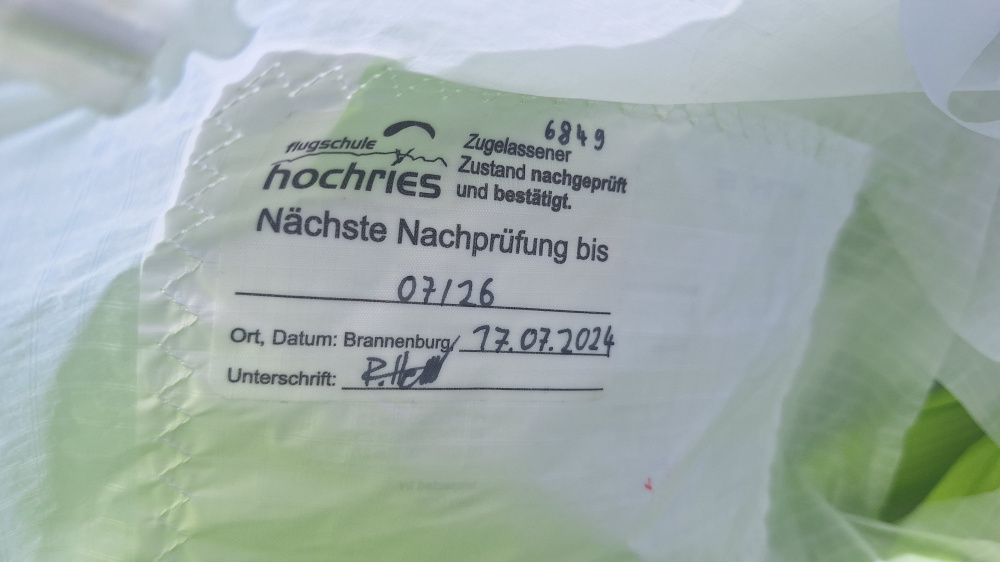 6849
flugschule
hochries
Zugelassener
Zustand nachgeprüft
und bestätigt.
Nächste Nachprüfung bis
07/26
Ort, Datum: Brannenburg, 17.07.2024
Unterschrift: